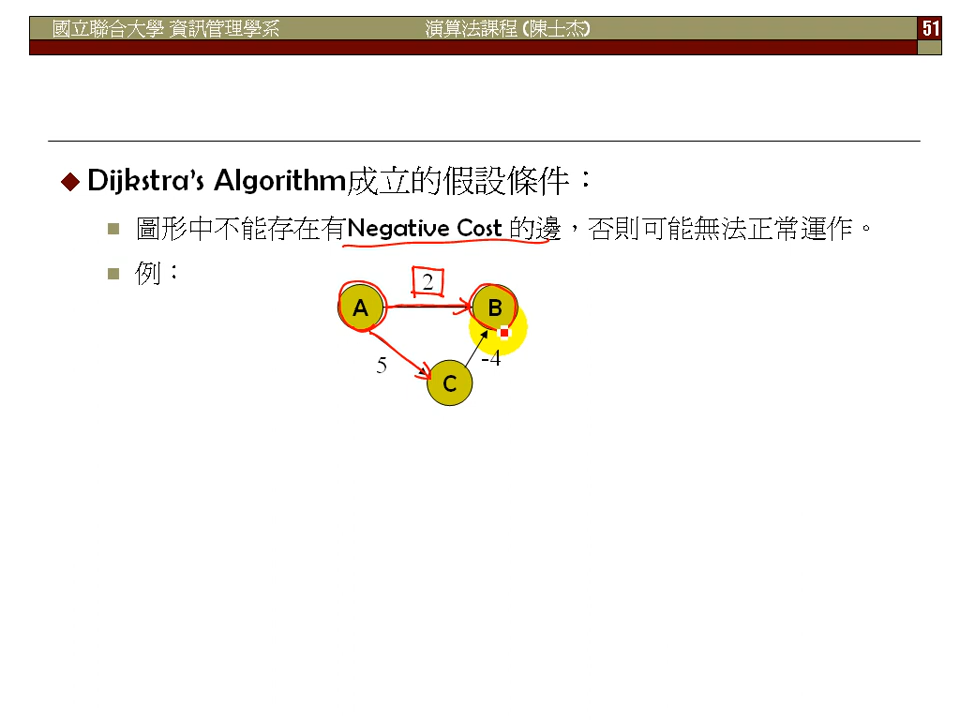 國立聯合大學 資訊管理學系 演算法課程 (陳士杰) 51
Dijkstra's Algorithm成立的假設條件：
圖形中不能存在有Negative Cost 的邊，否則可能無法正常運作。
例：
2
A B
5 -4
C